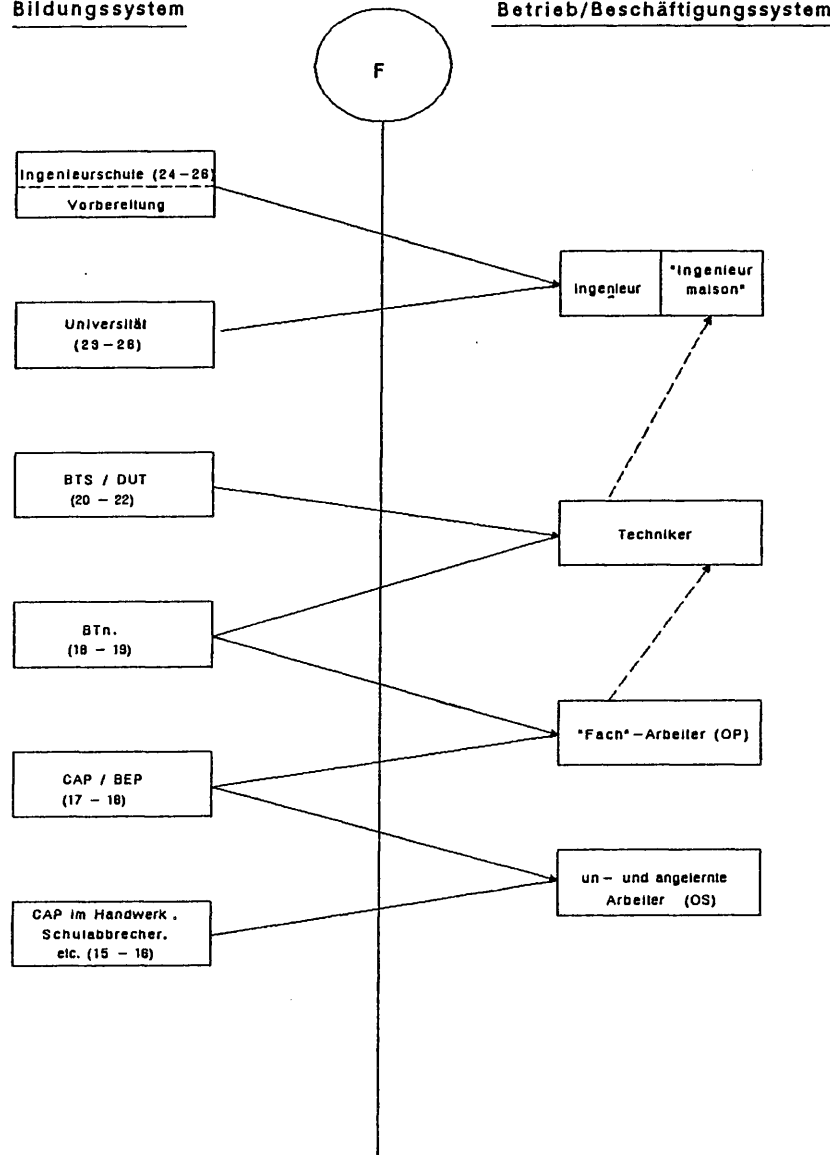 Bildungssystem
Betrieb/Beschäftigungssystem
F
Ingenieurschule (24-26)
Vorbereitung
Universität
(23-26)
BTS / DUT
(20 - 22)
BTn.
(18 - 19)
CAP / BEP
(17 - 18)
CAP im Handwerk.
Schulabbrecher.
etc. (15 - 16)
Ingenieur
"Ingenieur
maison"
Techniker
"Fach"-Arbeiter (OP)
un- und angelernte
Arbeiter (OS)